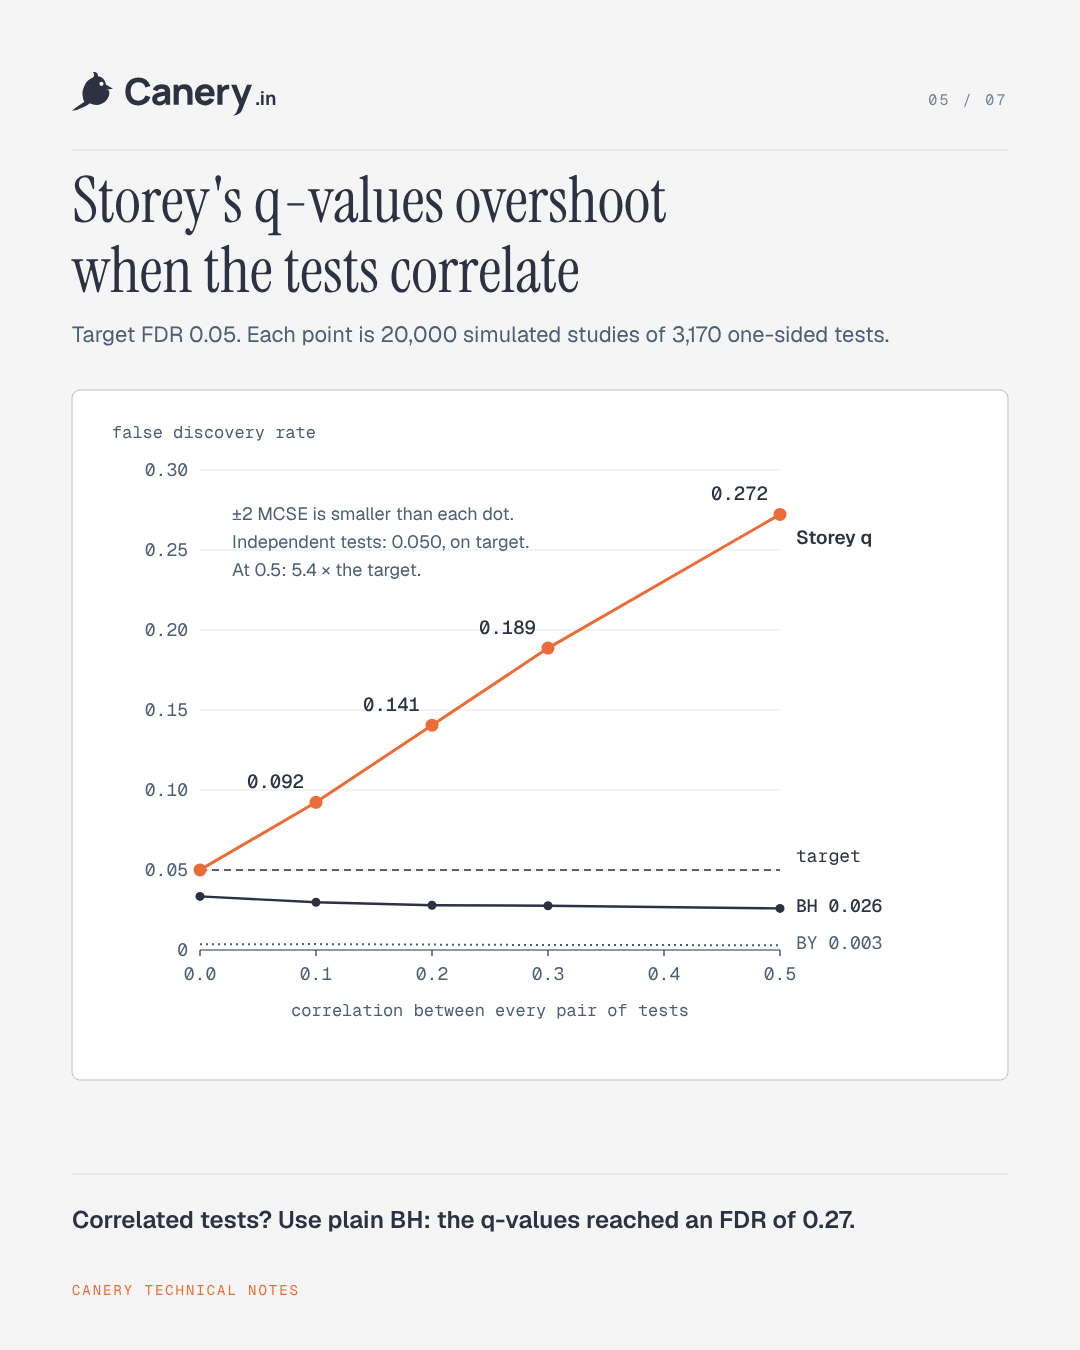 Canery.in
05 / 07
Storey's q-values overshoot
when the tests correlate
Target FDR 0.05. Each point is 20,000 simulated studies of 3,170 one-sided tests.
false discovery rate
0.30
0.272
±2 MCSE is smaller than each dot.
Storey q
Independent tests: 0.050, on target.
0.25
At 0.5: 5.4 × the target.
0.20
0.189
0.15
0.141
0.10
0.092
target
0.05
BH 0.026
BY 0.003
0
0.0 0.1 0.2 0.3 0.4 0.5
correlation between every pair of tests
Correlated tests? Use plain BH: the q-values reached an FDR of 0.27.
CANERY TECHNICAL NOTES